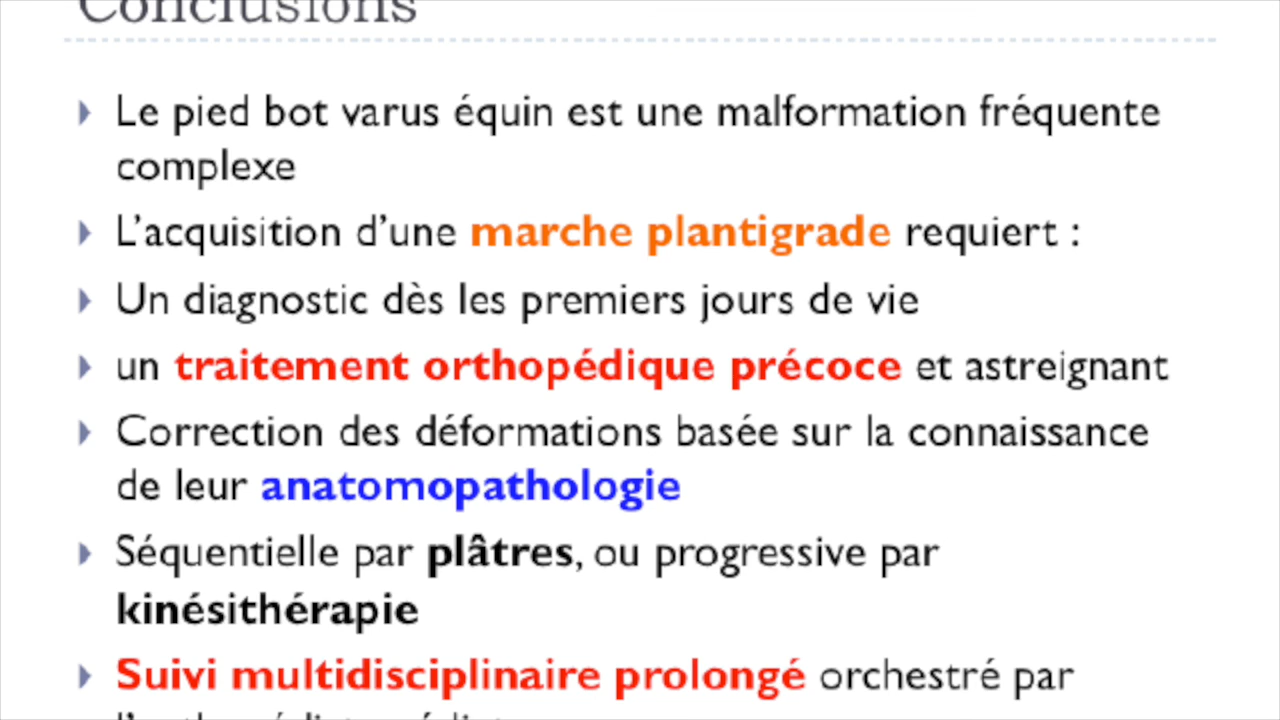 Conclusions
Le pied bot varus équin est une malformation fréquente
complexe
L’acquisition d’une marche plantigrade requiert :
Un diagnostic dès les premiers jours de vie
un traitement orthopédique précoce et astreignant
Correction des déformations basée sur la connaissance
de leur anatomopathologie
Séquentielle par plâtres, ou progressive par
kinésithérapie
Suivi multidisciplinaire prolongé orchestré par